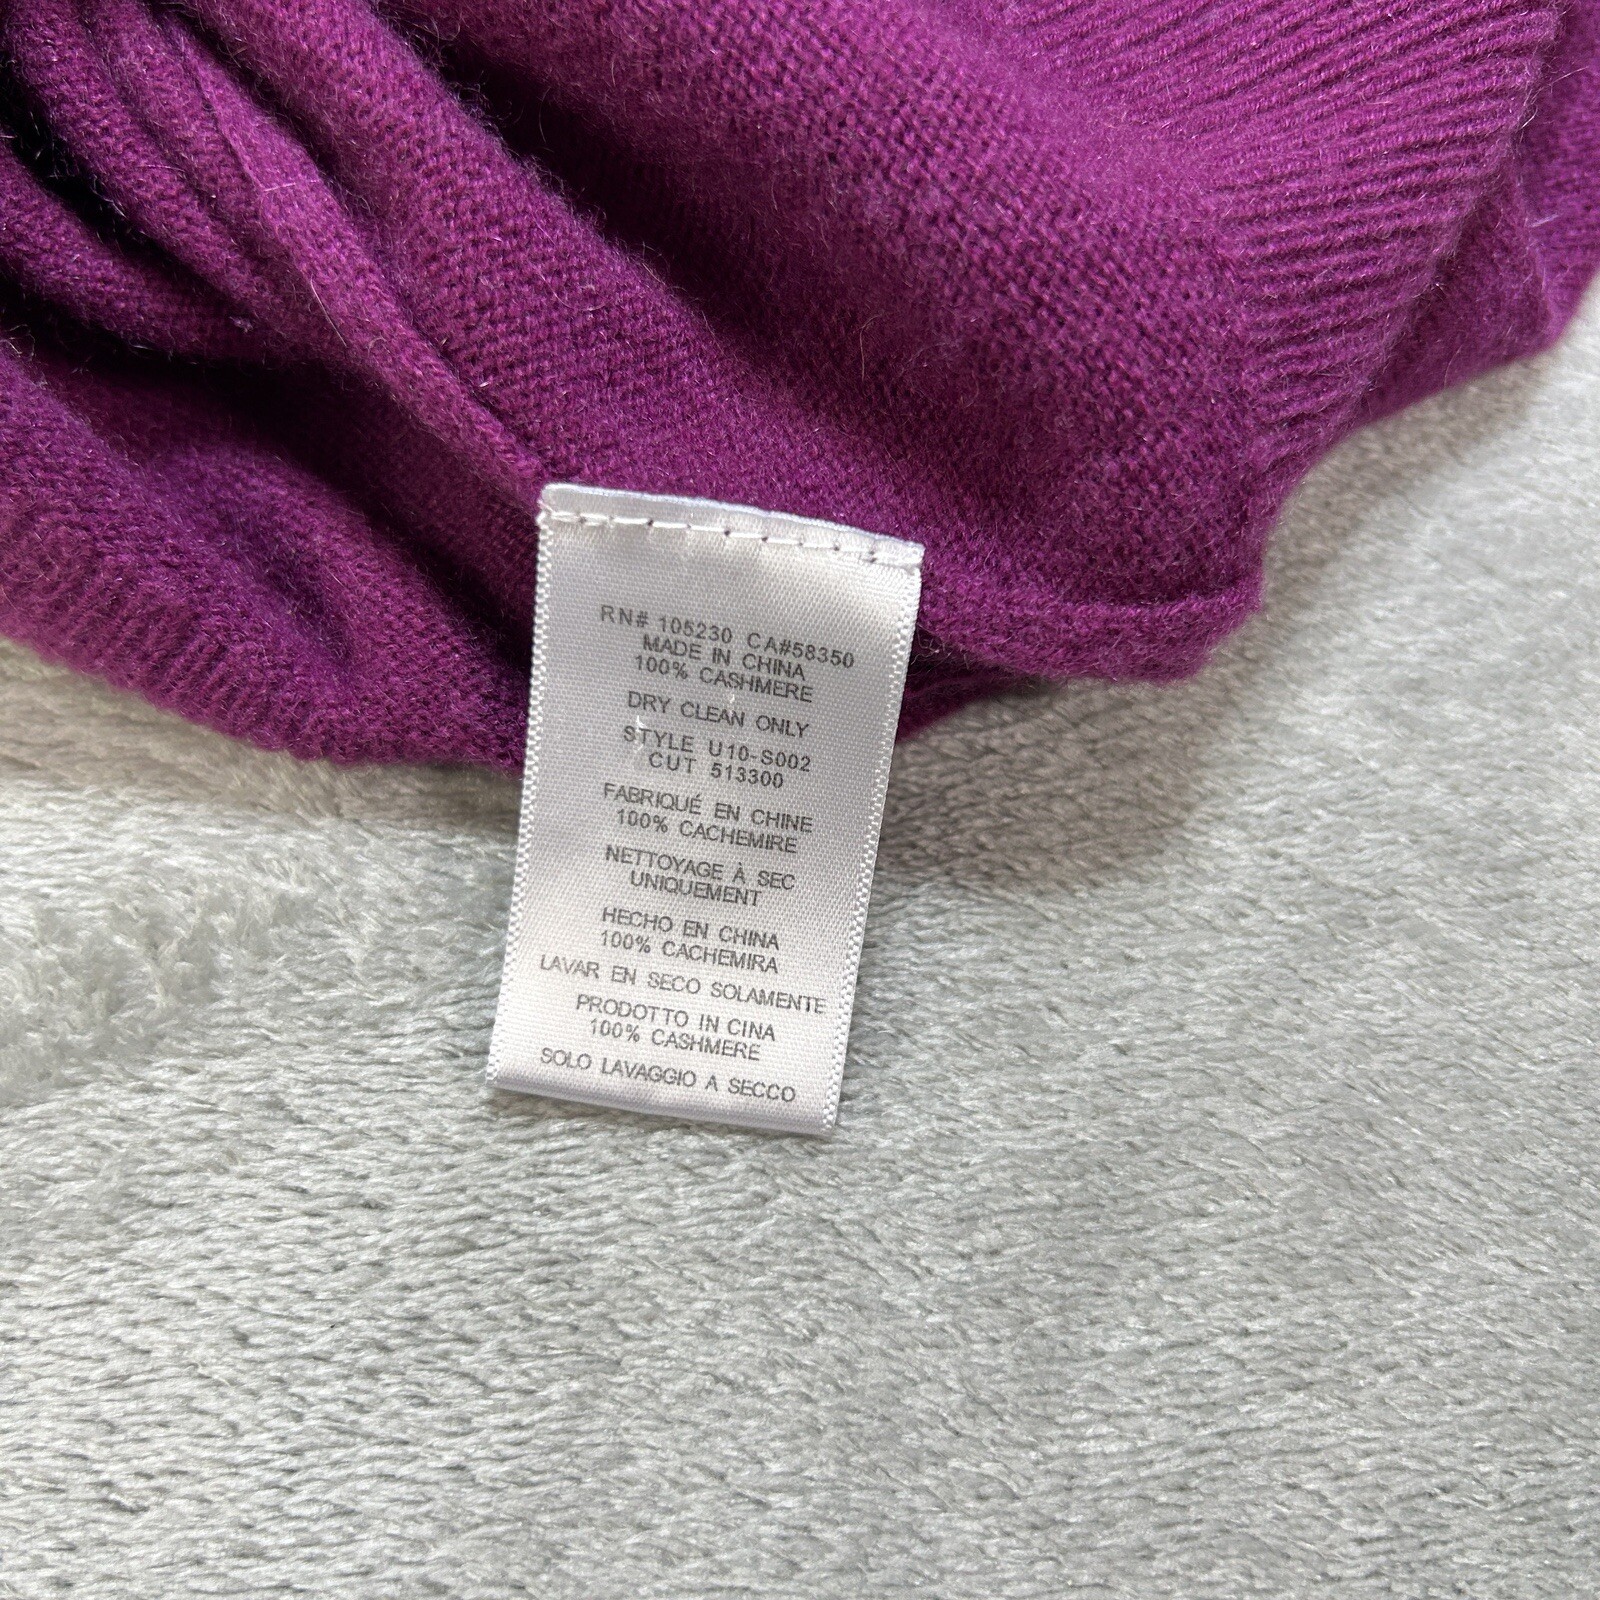 RN# 105230 CA#58350
MADE IN CHINA
100% CASHMERE
DRY CLEAN ONLY
STYLE U10-S002
CUT 513300
FABRIQUÉ EN CHINE
100% CACHEMIRE
NETTOYAGE À SEC
UNIQUEMENT
HECHO EN CHINA
100% CACHEMIRA
LAVAR EN SECO SOLAMENTE
PRODOTTO IN CINA
100% CASHMERE
SOLO LAVAGGIO A SECCO